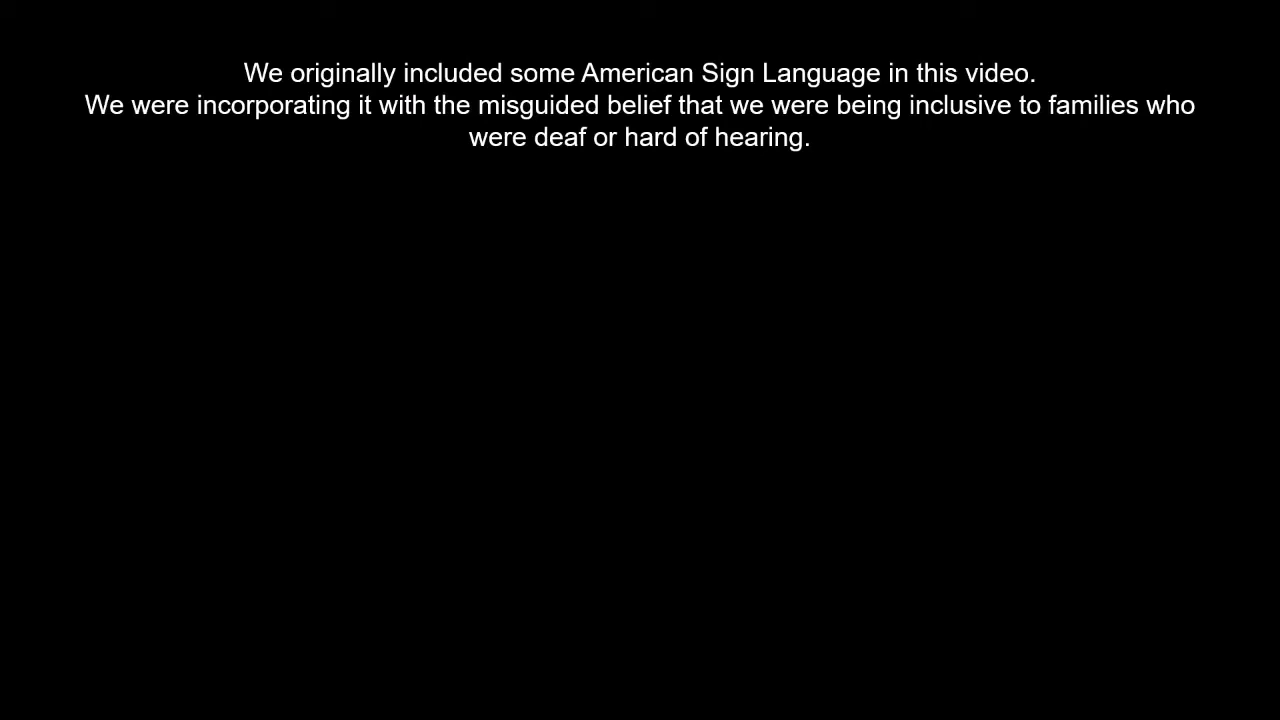 We originally included some American Sign Language in this video.
We were incorporating it with the misguided belief that we were being inclusive to families who
were deaf or hard of hearing.